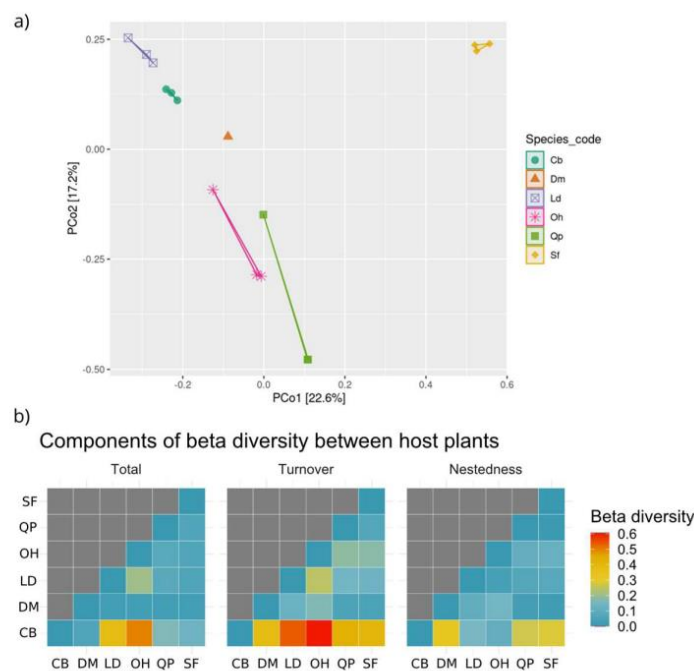 a)
0.25
0.00
-0.25
-0.50
PCo2 [17.2%]
-0.2
0.0
0.2
0.4
0.6
PCo1 [22.6%]
Species_code
Cb
Dm
Ld
Oh
Qp
Sf
b)
Components of beta diversity between host plants
Total
Turnover
Nestedness
SF
QP
OH
LD
DM
CB
CB DM LD OH QP SF
CB DM LD OH QP SF
CB DM LD OH QP SF
Beta diversity
0.6
0.5
0.4
0.3
0.2
0.1
0.0